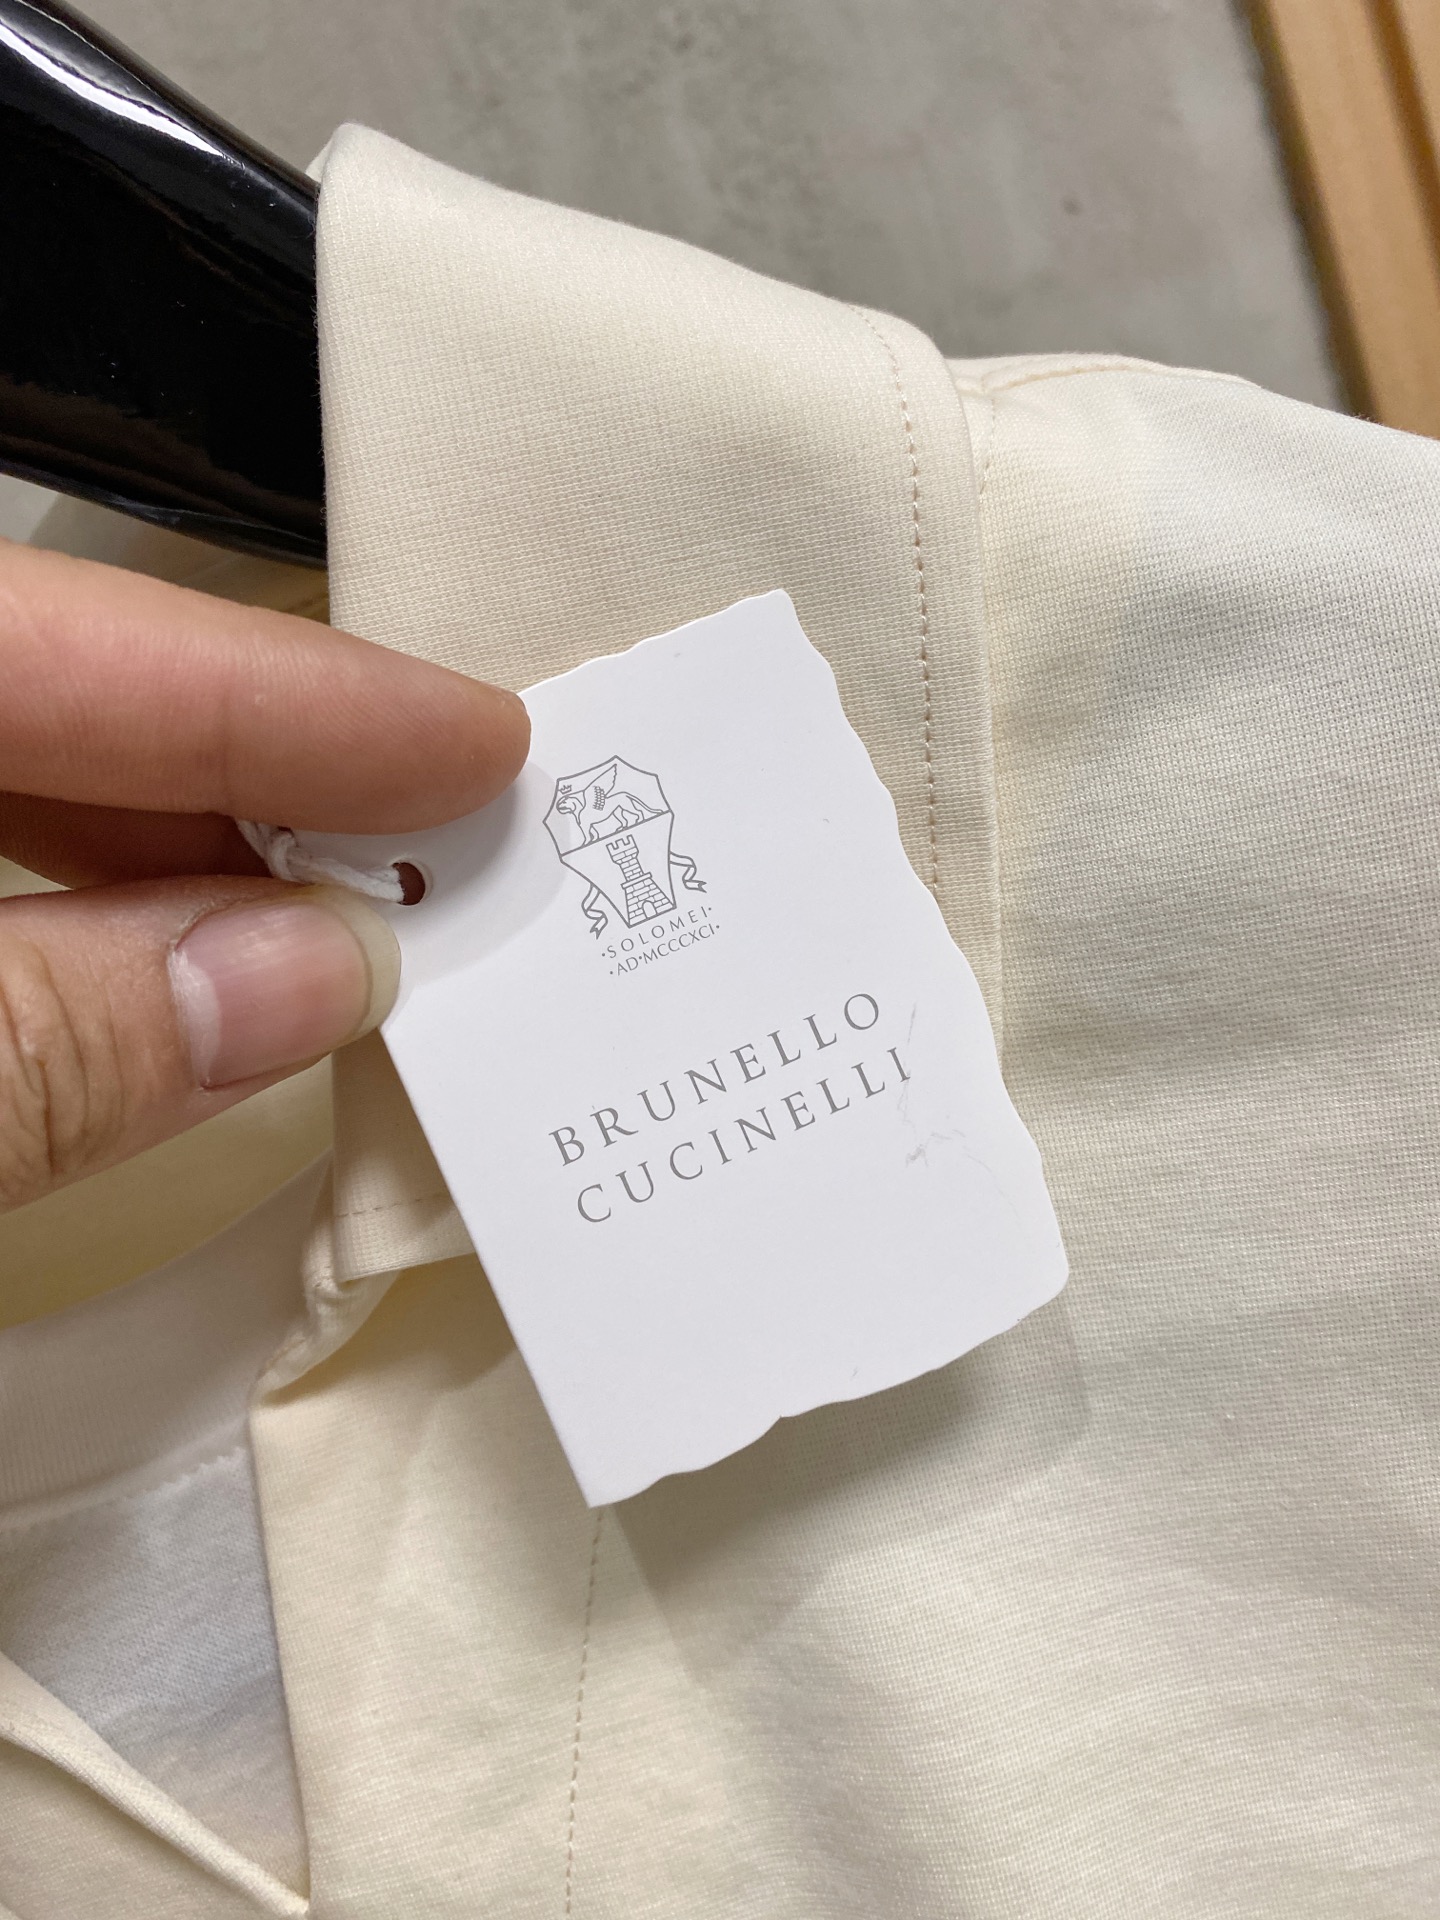 ·SOLOMEI·
·AD·MCCCXCI·
BRUNELLO
CUCINELLI